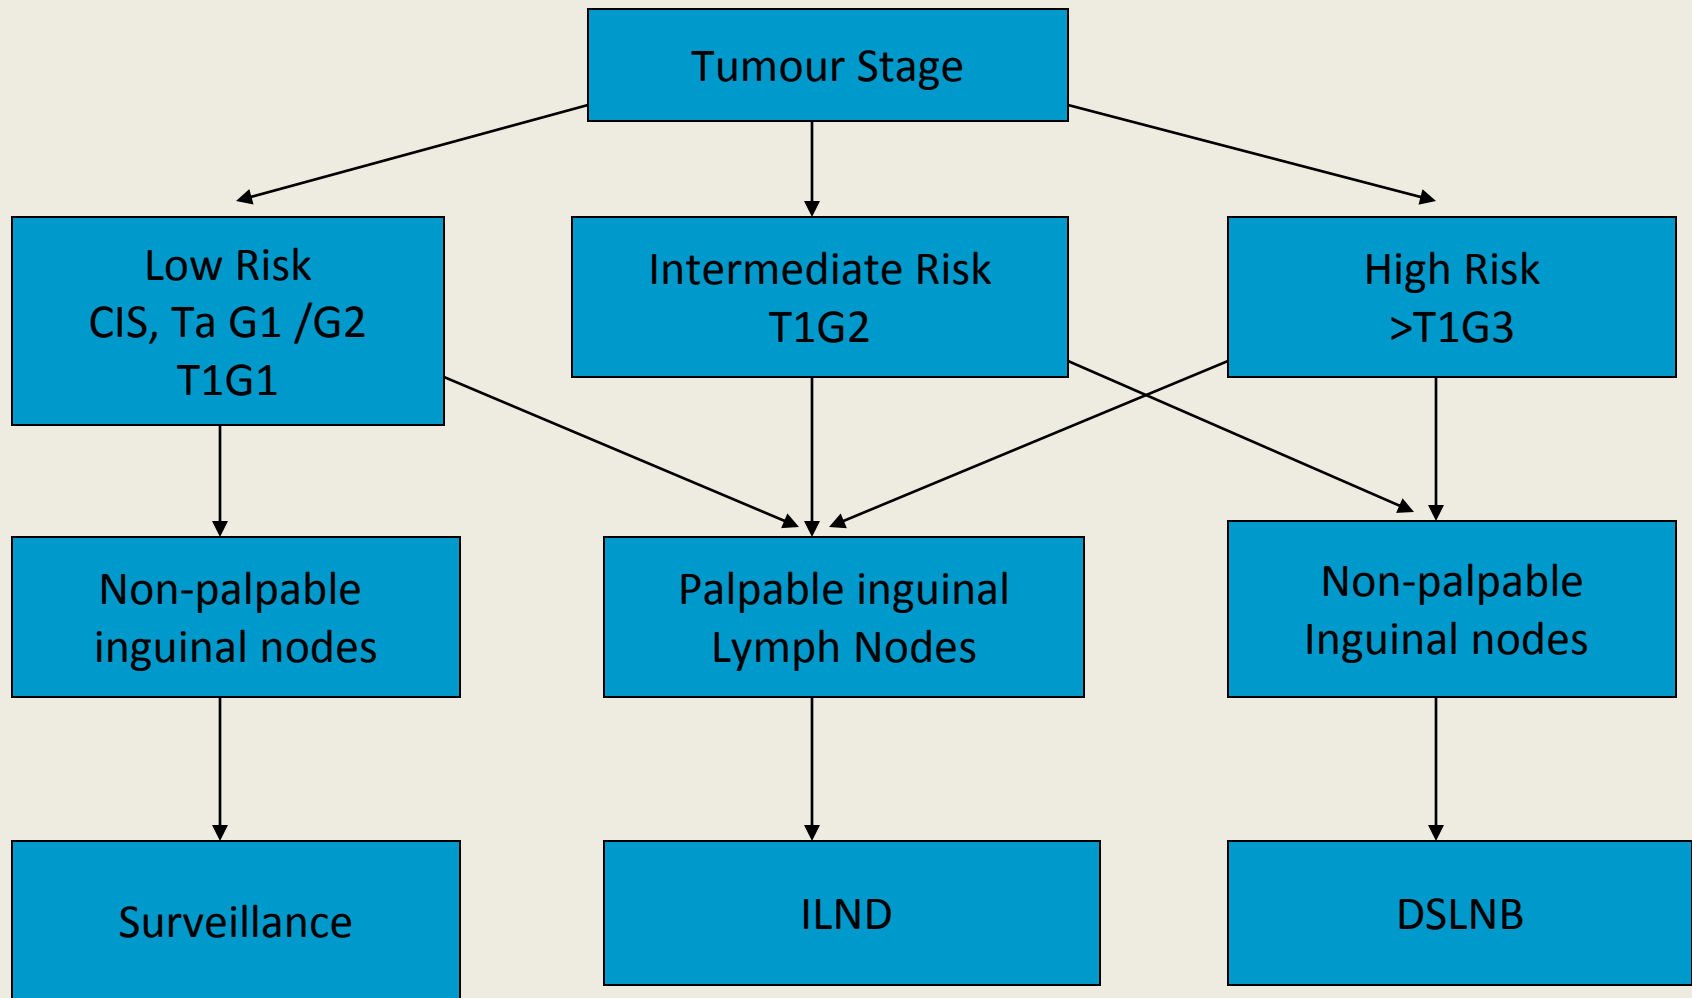 Tumour Stage
Low Risk
CIS, Ta G1 /G2
T1G1
Intermediate Risk
T1G2
High Risk
>T1G3
Non-palpable
inguinal nodes
Palpable inguinal
Lymph Nodes
Non-palpable
Inguinal nodes
Surveillance
ILND
DSLNB